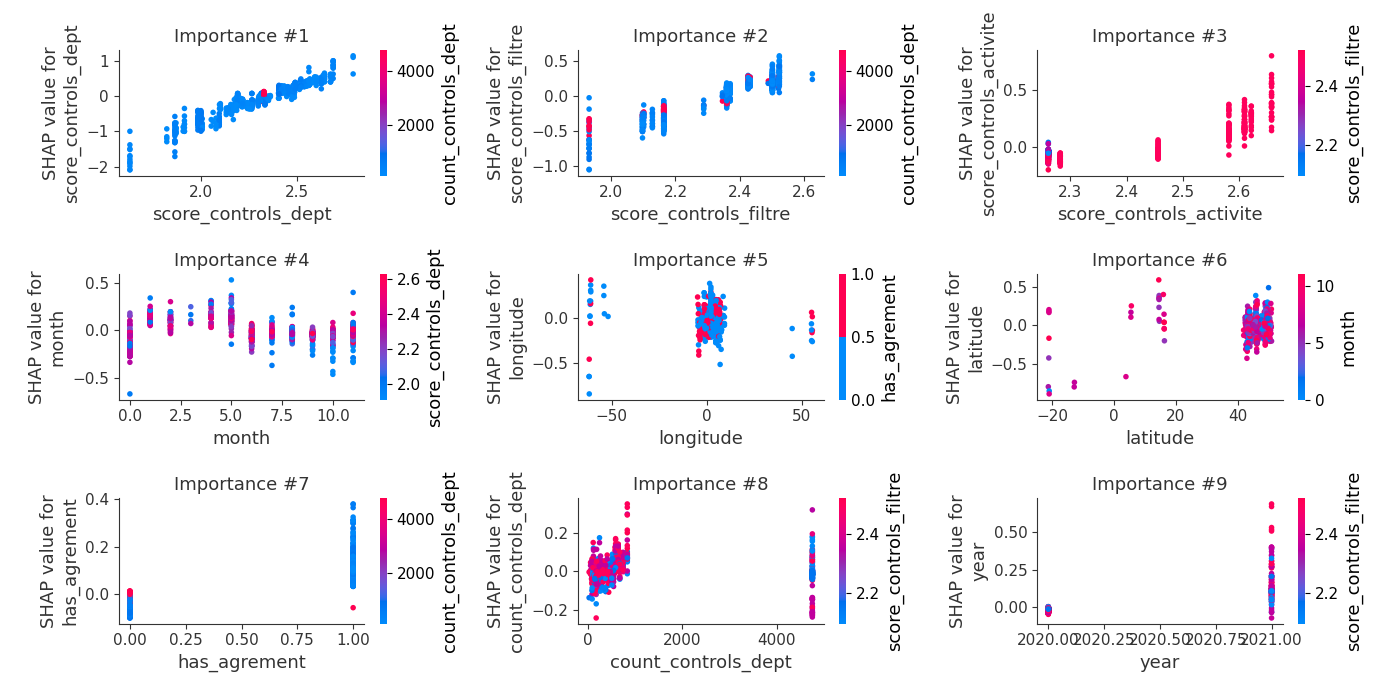 Importance #1
SHAP value for
score_controls_dept
1
0
−1
−2
2.0
2.5
score_controls_dept
4000
2000
count_controls_dept
Importance #2
SHAP value for
score_controls_filtre
0.5
0.0
−0.5
−1.0
2.0
2.2
2.4
2.6
score_controls_filtre
4000
2000
count_controls_dept
Importance #3
SHAP value for
score_controls_activite
0.5
0.0
2.3
2.4
2.5
2.6
score_controls_activite
2.4
2.2
score_controls_filtre
Importance #4
SHAP value for
month
0.5
0.0
−0.5
0.0
2.5
5.0
7.5
10.0
month
2.6
2.4
2.2
2.0
score_controls_dept
Importance #5
SHAP value for
longitude
0.0
−0.5
−50
0
50
longitude
1.0
0.5
0.0
has_agrement
Importance #6
SHAP value for
latitude
0.5
0.0
−0.5
−20
0
20
40
latitude
10
5
0
month
Importance #7
SHAP value for
has_agrement
0.4
0.2
0.0
0.00
0.25
0.50
0.75
1.00
has_agrement
4000
2000
count_controls_dept
Importance #8
SHAP value for
count_controls_dept
0.2
0.0
−0.2
0
2000
4000
count_controls_dept
2.4
2.2
score_controls_filtre
Importance #9
SHAP value for
year
0.50
0.25
0.00
2020.00
2020.25
2020.50
2020.75
2021.00
year
2.4
2.2
score_controls_filtre